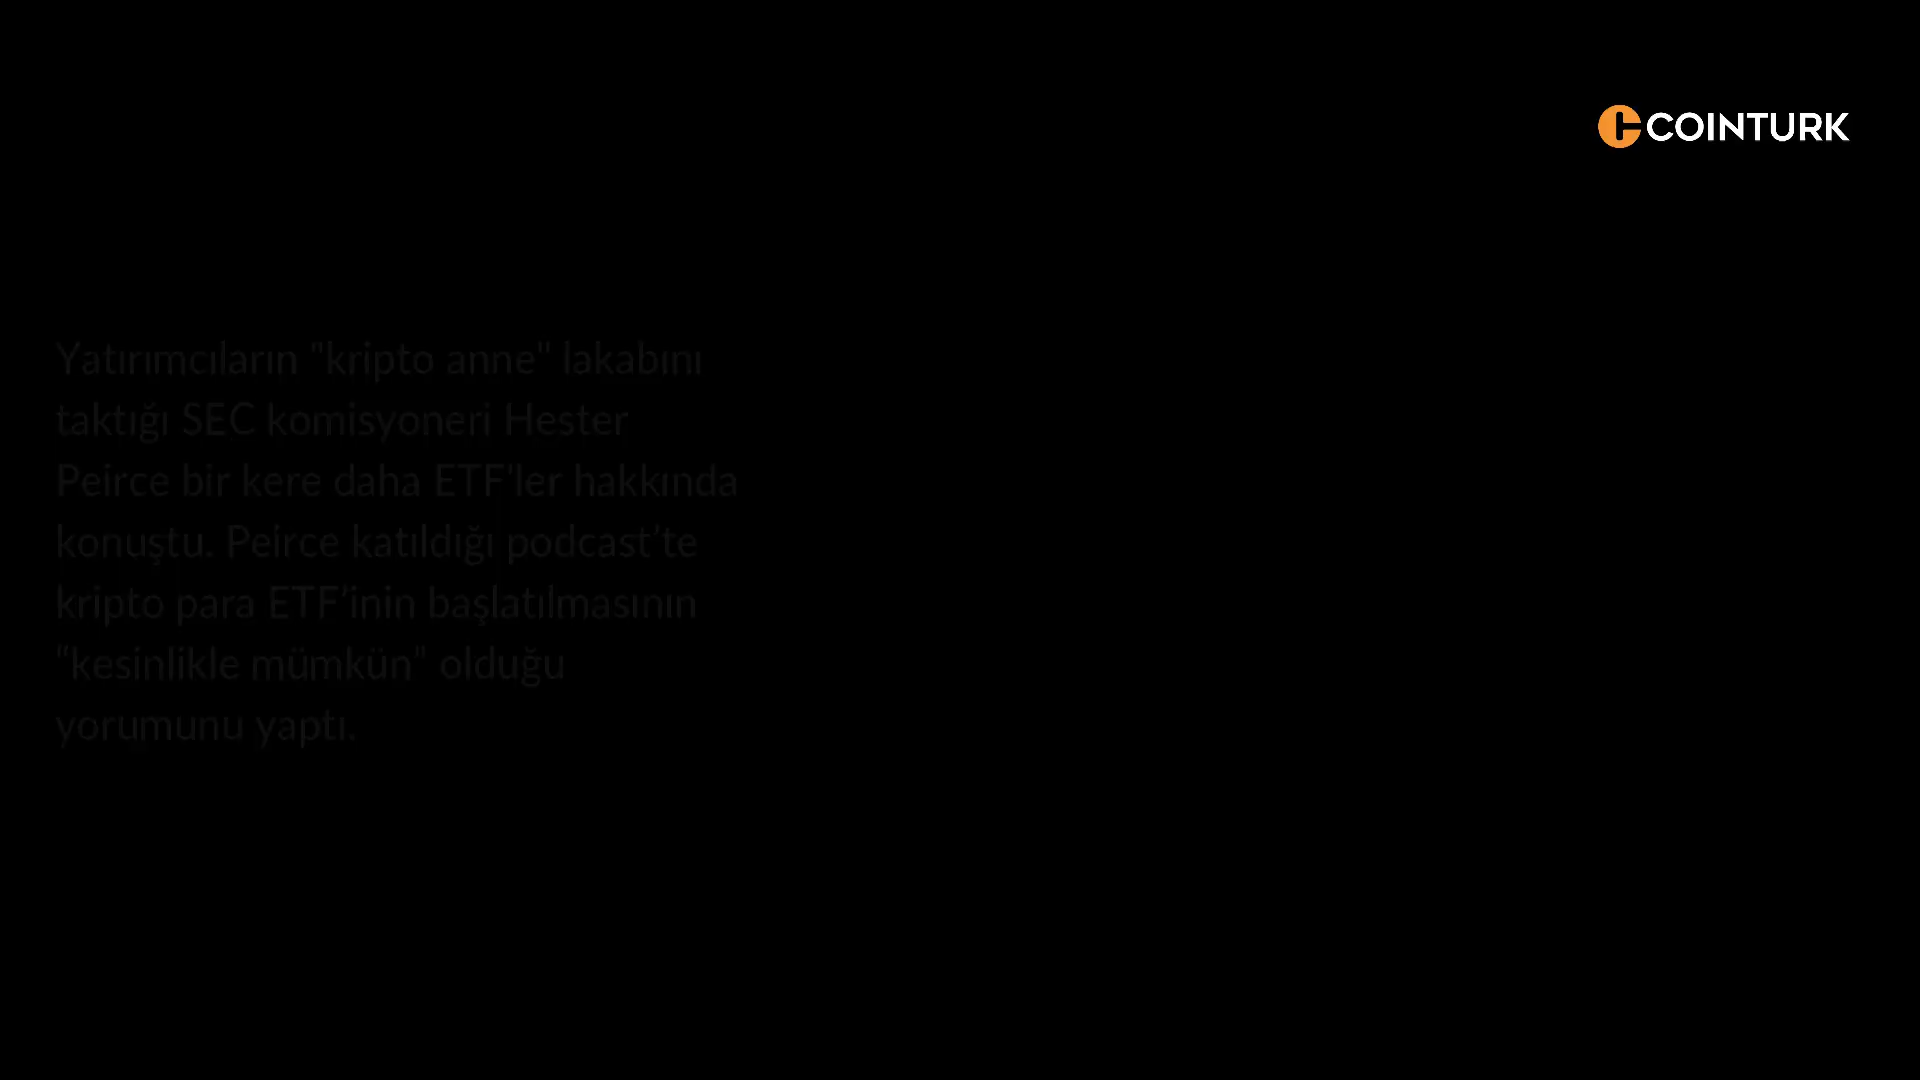 COINTURK
Yatırımcıların "kripto anne" lakabını
taktığı SEC komisyoneri Hester
Peirce bir kere daha ETF'ler hakkında
konuştu. Peirce katıldığı podcast'te
kripto para ETF'inin başlatılmasının
"kesinlikle mümkün" olduğu
yorumunu yaptı.